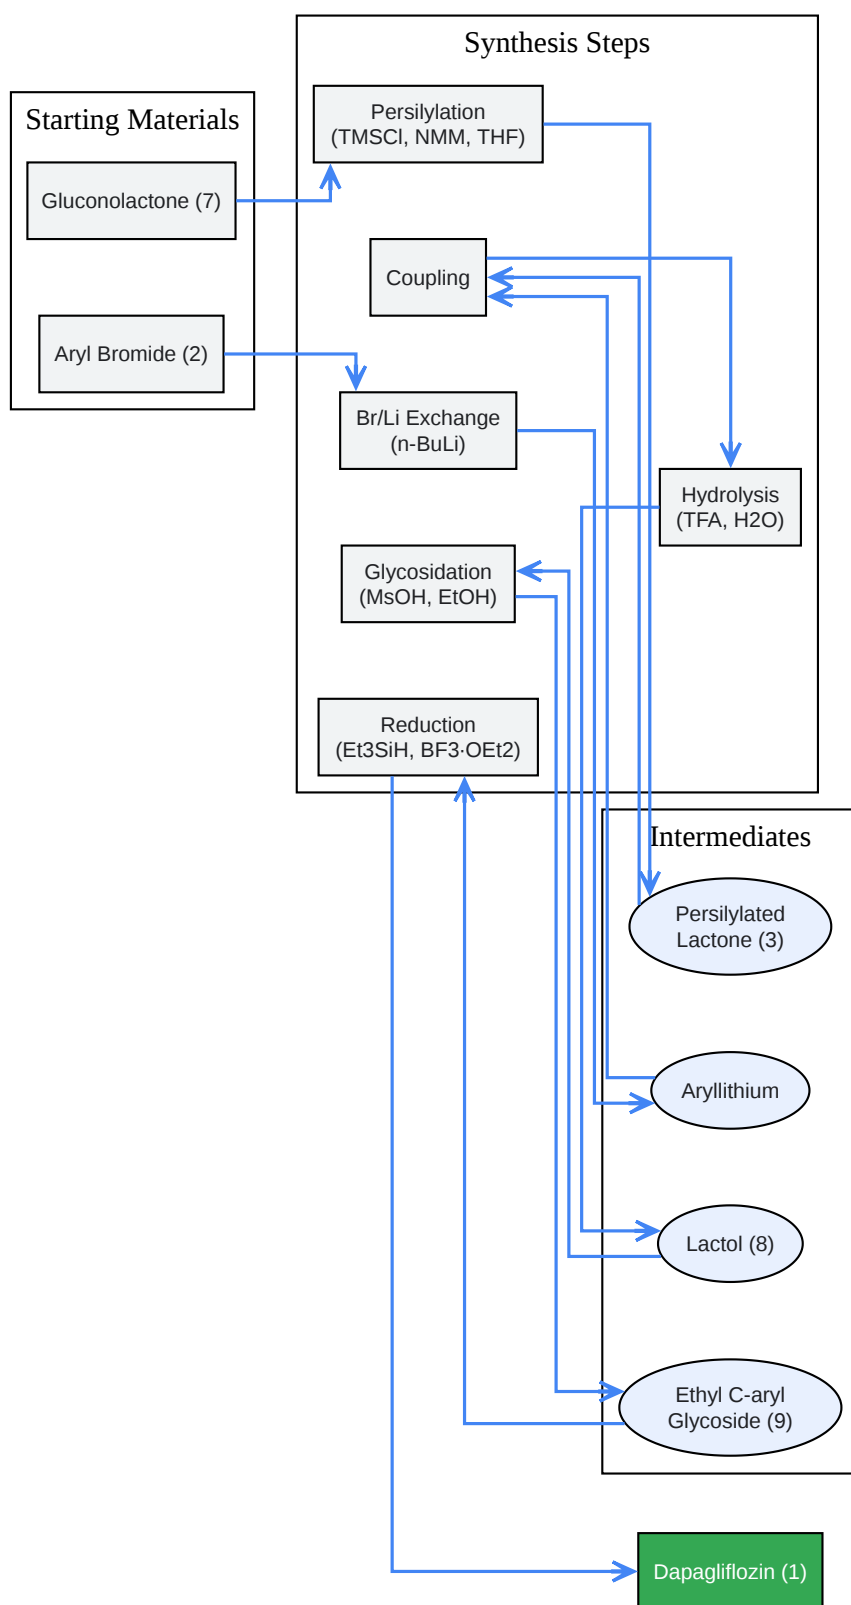 Synthesis Steps
Starting Materials
Persilylation
(TMSCl, NMM, THF)
Gluconolactone (7)
Coupling
Aryl Bromide (2)
Br/Li Exchange
(n-BuLi)
Hydrolysis
(TFA, H2O)
Glycosidation
(MsOH, EtOH)
Reduction
(Et3SiH, BF3·OEt2)
Intermediates
Persilylated
Lactone (3)
Aryllithium
Lactol (8)
Ethyl C-aryl
Glycoside (9)
Dapagliflozin (1)